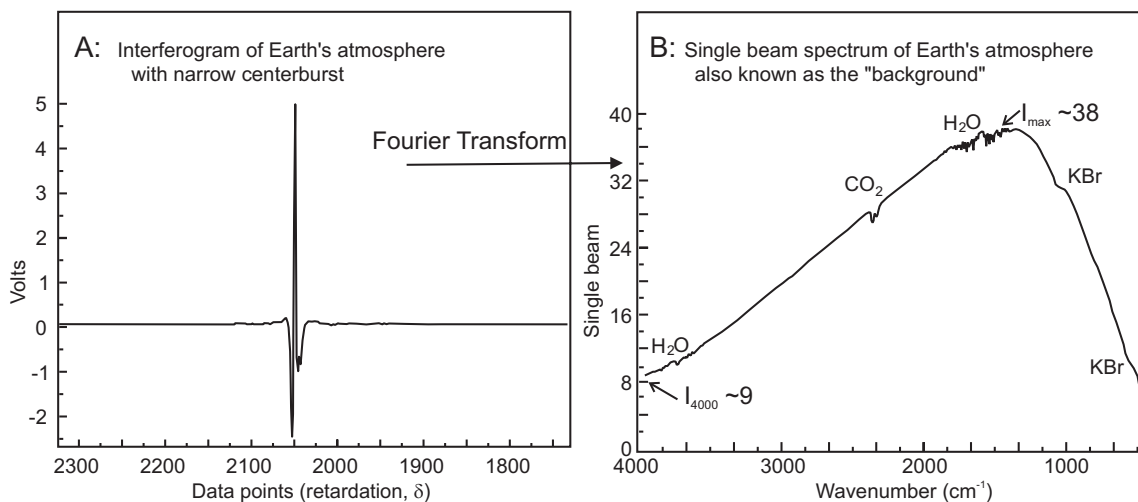 A: Interferogram of Earth's atmosphere
with narrow centerburst
Volts
5
4
3
2
1
0
-1
-2
2300 2200 2100 2000 1900 1800
Data points (retardation, δ)
Fourier Transform
B: Single beam spectrum of Earth's atmosphere
also known as the "background"
Single beam
40
32
24
16
8
0
H₂O
Imax ~38
CO₂
KBr
H₂O
I4000 ~9
KBr
4000 3000 2000 1000
Wavenumber (cm⁻¹)